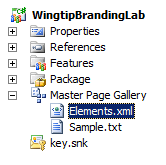 WingtipBrandingLab
Properties
References
Features
Package
Master Page Gallery
Elements.xml
Sample.txt
key.snk